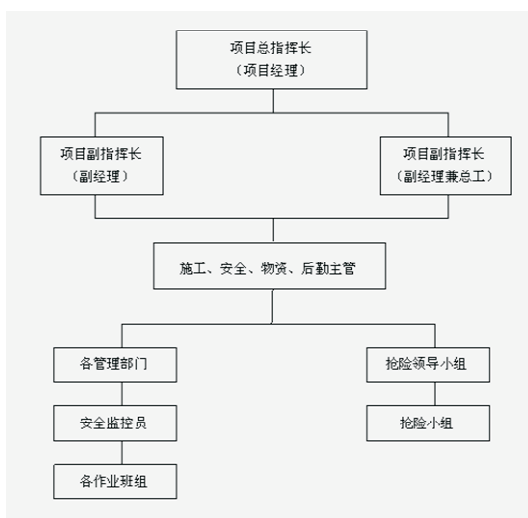 项目总指挥长
（项目经理）
项目副指挥长
（副经理）
项目副指挥长
（副经理兼总工）
施工、安全、物资、后勤主管
各管理部门
抢险领导小组
安全监控员
抢险小组
各作业班组